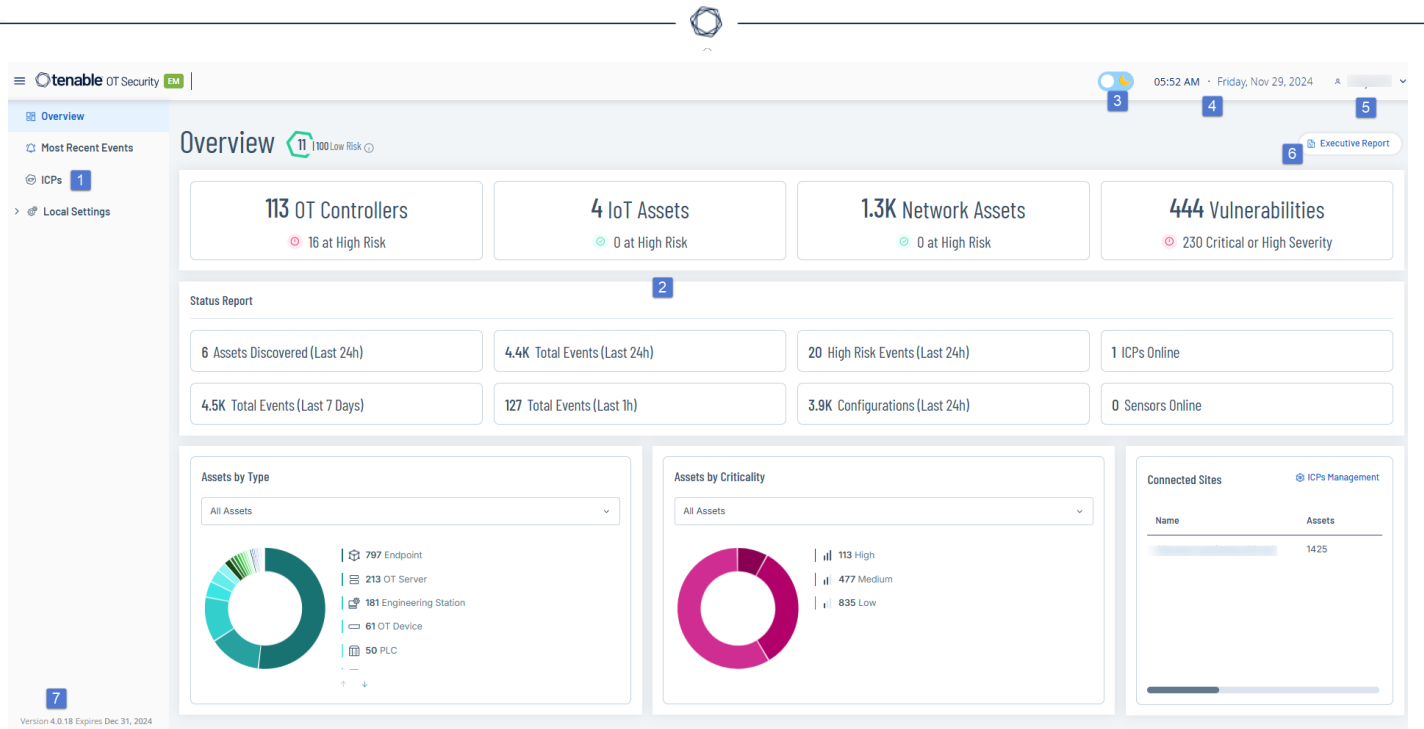 tenable OT Security EM
3
05:52 AM · Friday, Nov 29, 2024
4
5
Overview
Most Recent Events
ICPs 1
Local Settings
Overview 11 | 100 Low Risk
6 Executive Report
113 OT Controllers
16 at High Risk
4 IoT Assets
0 at High Risk
1.3K Network Assets
0 at High Risk
444 Vulnerabilities
230 Critical or High Severity
2
Status Report
6 Assets Discovered (Last 24h)
4.4K Total Events (Last 24h)
20 High Risk Events (Last 24h)
1 ICPs Online
4.5K Total Events (Last 7 Days)
127 Total Events (Last 1h)
3.9K Configurations (Last 24h)
0 Sensors Online
Assets by Type
All Assets
797 Endpoint
213 OT Server
181 Engineering Station
61 OT Device
50 PLC
Assets by Criticality
All Assets
113 High
477 Medium
835 Low
Connected Sites
ICPs Management
Name Assets
1425
7
Version 4.0.18 Expires Dec 31, 2024